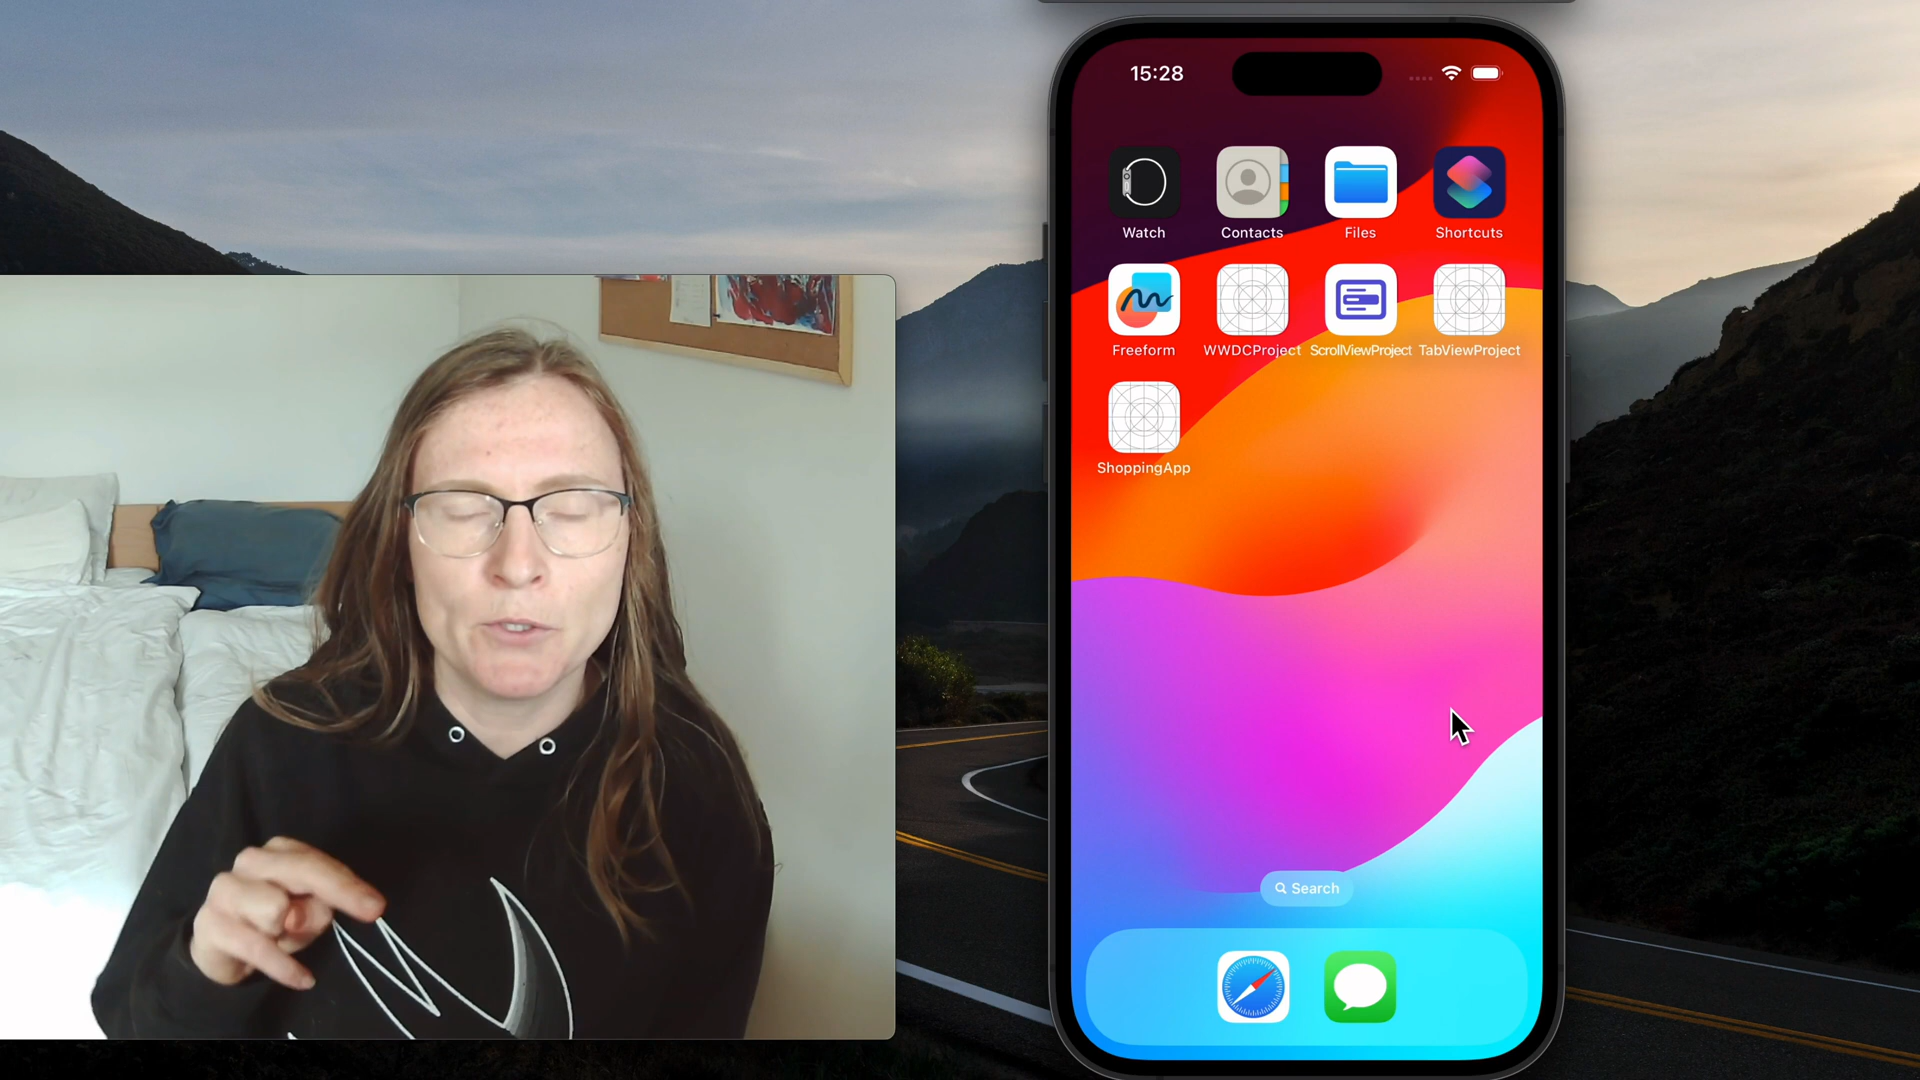 15:28
Watch
Contacts
Files
Shortcuts
Freeform
WWDCProject
ScrollViewProject
TabViewProject
ShoppingApp
Search